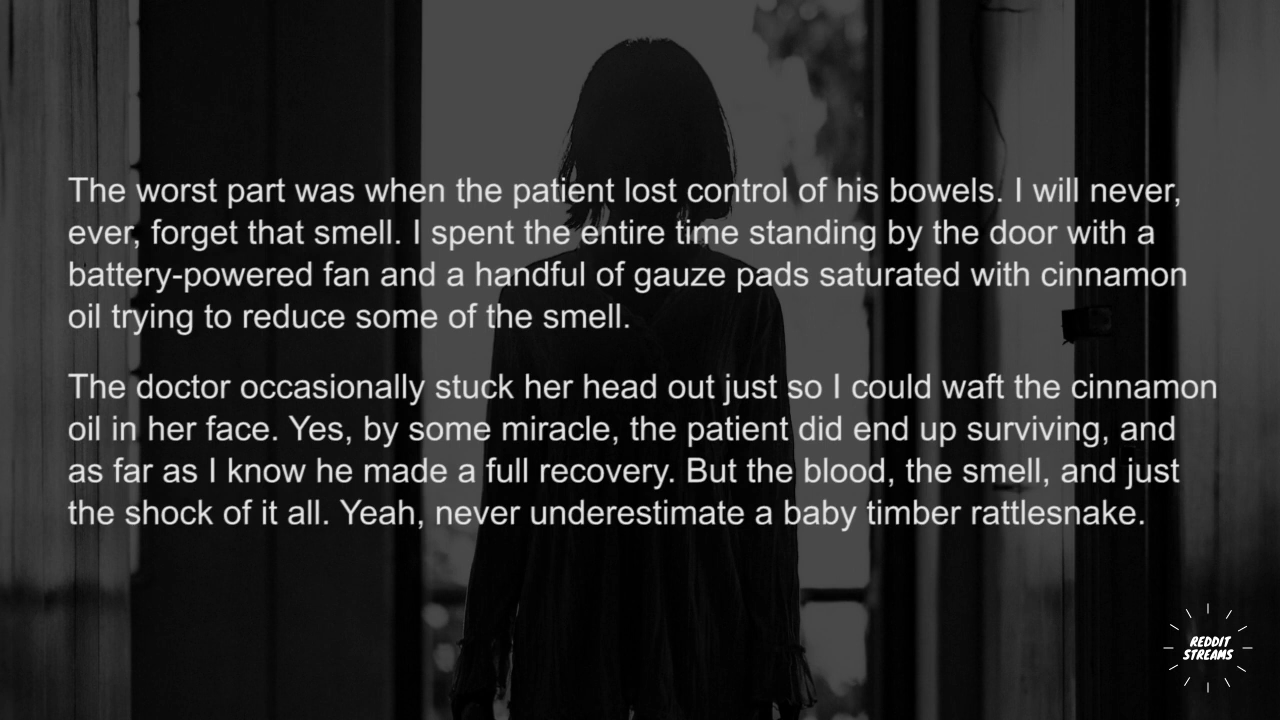 The worst part was when the patient lost control of his bowels. I will never,
ever, forget that smell. I spent the entire time standing by the door with a
battery-powered fan and a handful of gauze pads saturated with cinnamon
oil trying to reduce some of the smell.
The doctor occasionally stuck her head out just so I could waft the cinnamon
oil in her face. Yes, by some miracle, the patient did end up surviving, and
as far as I know he made a full recovery. But the blood, the smell, and just
the shock of it all. Yeah, never underestimate a baby timber rattlesnake.
REDDIT
STREAMS